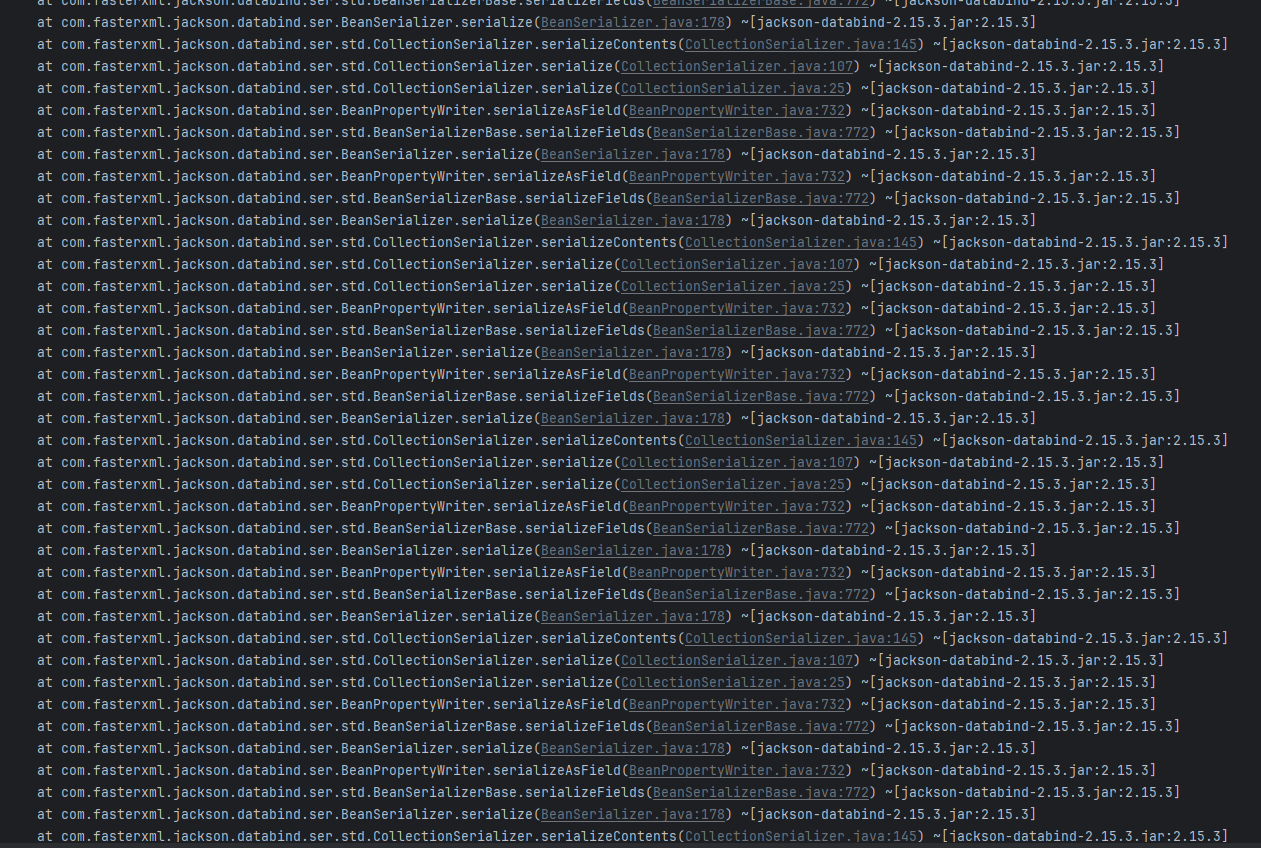 at com.fasterxml.jackson.databind.ser.BeanSerializerBase.serializeFields(BeanSerializerBase.java:772) ~[jackson-databind-2.15.3.jar:2.15.3]
at com.fasterxml.jackson.databind.ser.BeanSerializer.serialize(BeanSerializer.java:178) ~[jackson-databind-2.15.3.jar:2.15.3]
at com.fasterxml.jackson.databind.ser.std.CollectionSerializer.serializeContents(CollectionSerializer.java:145) ~[jackson-databind-2.15.3.jar:2.15.3]
at com.fasterxml.jackson.databind.ser.std.CollectionSerializer.serialize(CollectionSerializer.java:107) ~[jackson-databind-2.15.3.jar:2.15.3]
at com.fasterxml.jackson.databind.ser.std.CollectionSerializer.serialize(CollectionSerializer.java:25) ~[jackson-databind-2.15.3.jar:2.15.3]
at com.fasterxml.jackson.databind.ser.BeanPropertyWriter.serializeAsField(BeanPropertyWriter.java:732) ~[jackson-databind-2.15.3.jar:2.15.3]
at com.fasterxml.jackson.databind.ser.std.BeanSerializerBase.serializeFields(BeanSerializerBase.java:772) ~[jackson-databind-2.15.3.jar:2.15.3]
at com.fasterxml.jackson.databind.ser.BeanSerializer.serialize(BeanSerializer.java:178) ~[jackson-databind-2.15.3.jar:2.15.3]
at com.fasterxml.jackson.databind.ser.BeanPropertyWriter.serializeAsField(BeanPropertyWriter.java:732) ~[jackson-databind-2.15.3.jar:2.15.3]
at com.fasterxml.jackson.databind.ser.std.BeanSerializerBase.serializeFields(BeanSerializerBase.java:772) ~[jackson-databind-2.15.3.jar:2.15.3]
at com.fasterxml.jackson.databind.ser.BeanSerializer.serialize(BeanSerializer.java:178) ~[jackson-databind-2.15.3.jar:2.15.3]
at com.fasterxml.jackson.databind.ser.std.CollectionSerializer.serializeContents(CollectionSerializer.java:145) ~[jackson-databind-2.15.3.jar:2.15.3]
at com.fasterxml.jackson.databind.ser.std.CollectionSerializer.serialize(CollectionSerializer.java:107) ~[jackson-databind-2.15.3.jar:2.15.3]
at com.fasterxml.jackson.databind.ser.std.CollectionSerializer.serialize(CollectionSerializer.java:25) ~[jackson-databind-2.15.3.jar:2.15.3]
at com.fasterxml.jackson.databind.ser.BeanPropertyWriter.serializeAsField(BeanPropertyWriter.java:732) ~[jackson-databind-2.15.3.jar:2.15.3]
at com.fasterxml.jackson.databind.ser.std.BeanSerializerBase.serializeFields(BeanSerializerBase.java:772) ~[jackson-databind-2.15.3.jar:2.15.3]
at com.fasterxml.jackson.databind.ser.BeanSerializer.serialize(BeanSerializer.java:178) ~[jackson-databind-2.15.3.jar:2.15.3]
at com.fasterxml.jackson.databind.ser.BeanPropertyWriter.serializeAsField(BeanPropertyWriter.java:732) ~[jackson-databind-2.15.3.jar:2.15.3]
at com.fasterxml.jackson.databind.ser.std.BeanSerializerBase.serializeFields(BeanSerializerBase.java:772) ~[jackson-databind-2.15.3.jar:2.15.3]
at com.fasterxml.jackson.databind.ser.BeanSerializer.serialize(BeanSerializer.java:178) ~[jackson-databind-2.15.3.jar:2.15.3]
at com.fasterxml.jackson.databind.ser.std.CollectionSerializer.serializeContents(CollectionSerializer.java:145) ~[jackson-databind-2.15.3.jar:2.15.3]
at com.fasterxml.jackson.databind.ser.std.CollectionSerializer.serialize(CollectionSerializer.java:107) ~[jackson-databind-2.15.3.jar:2.15.3]
at com.fasterxml.jackson.databind.ser.std.CollectionSerializer.serialize(CollectionSerializer.java:25) ~[jackson-databind-2.15.3.jar:2.15.3]
at com.fasterxml.jackson.databind.ser.BeanPropertyWriter.serializeAsField(BeanPropertyWriter.java:732) ~[jackson-databind-2.15.3.jar:2.15.3]
at com.fasterxml.jackson.databind.ser.std.BeanSerializerBase.serializeFields(BeanSerializerBase.java:772) ~[jackson-databind-2.15.3.jar:2.15.3]
at com.fasterxml.jackson.databind.ser.BeanSerializer.serialize(BeanSerializer.java:178) ~[jackson-databind-2.15.3.jar:2.15.3]
at com.fasterxml.jackson.databind.ser.BeanPropertyWriter.serializeAsField(BeanPropertyWriter.java:732) ~[jackson-databind-2.15.3.jar:2.15.3]
at com.fasterxml.jackson.databind.ser.std.BeanSerializerBase.serializeFields(BeanSerializerBase.java:772) ~[jackson-databind-2.15.3.jar:2.15.3]
at com.fasterxml.jackson.databind.ser.BeanSerializer.serialize(BeanSerializer.java:178) ~[jackson-databind-2.15.3.jar:2.15.3]
at com.fasterxml.jackson.databind.ser.std.CollectionSerializer.serializeContents(CollectionSerializer.java:145) ~[jackson-databind-2.15.3.jar:2.15.3]
at com.fasterxml.jackson.databind.ser.std.CollectionSerializer.serialize(CollectionSerializer.java:107) ~[jackson-databind-2.15.3.jar:2.15.3]
at com.fasterxml.jackson.databind.ser.std.CollectionSerializer.serialize(CollectionSerializer.java:25) ~[jackson-databind-2.15.3.jar:2.15.3]
at com.fasterxml.jackson.databind.ser.BeanPropertyWriter.serializeAsField(BeanPropertyWriter.java:732) ~[jackson-databind-2.15.3.jar:2.15.3]
at com.fasterxml.jackson.databind.ser.std.BeanSerializerBase.serializeFields(BeanSerializerBase.java:772) ~[jackson-databind-2.15.3.jar:2.15.3]
at com.fasterxml.jackson.databind.ser.BeanSerializer.serialize(BeanSerializer.java:178) ~[jackson-databind-2.15.3.jar:2.15.3]
at com.fasterxml.jackson.databind.ser.BeanPropertyWriter.serializeAsField(BeanPropertyWriter.java:732) ~[jackson-databind-2.15.3.jar:2.15.3]
at com.fasterxml.jackson.databind.ser.std.BeanSerializerBase.serializeFields(BeanSerializerBase.java:772) ~[jackson-databind-2.15.3.jar:2.15.3]
at com.fasterxml.jackson.databind.ser.BeanSerializer.serialize(BeanSerializer.java:178) ~[jackson-databind-2.15.3.jar:2.15.3]
at com.fasterxml.jackson.databind.ser.std.CollectionSerializer.serializeContents(CollectionSerializer.java:145) ~[jackson-databind-2.15.3.jar:2.15.3]